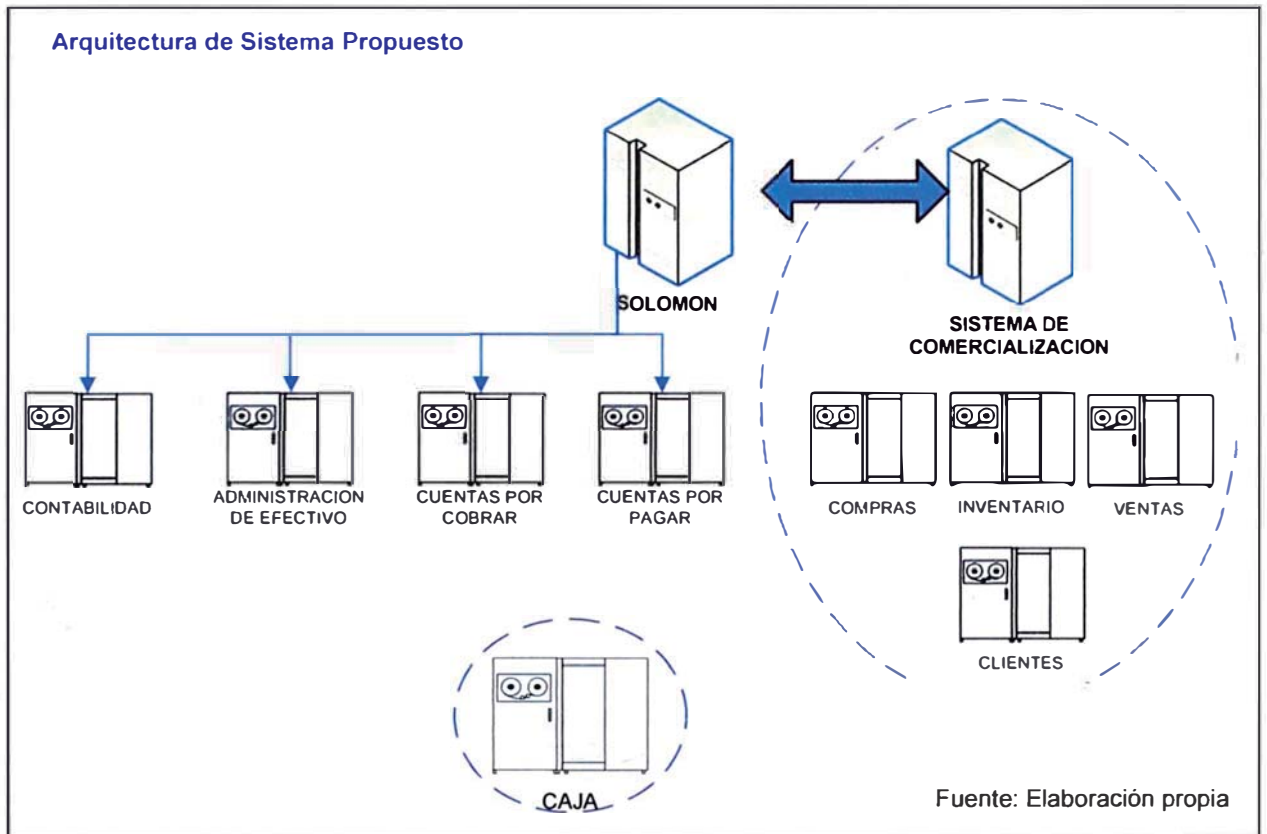 Arquitectura de Sistema Propuesto
SOLOMON
SISTEMA DE
COMERCIALIZACION
CONTABILIDAD
ADMINISTRACION
DE EFECTIVO
CUENTAS POR
COBRAR
CUENTAS POR
PAGAR
COMPRAS
INVENTARIO
VENTAS
CLIENTES
CAJA
Fuente: Elaboración propia